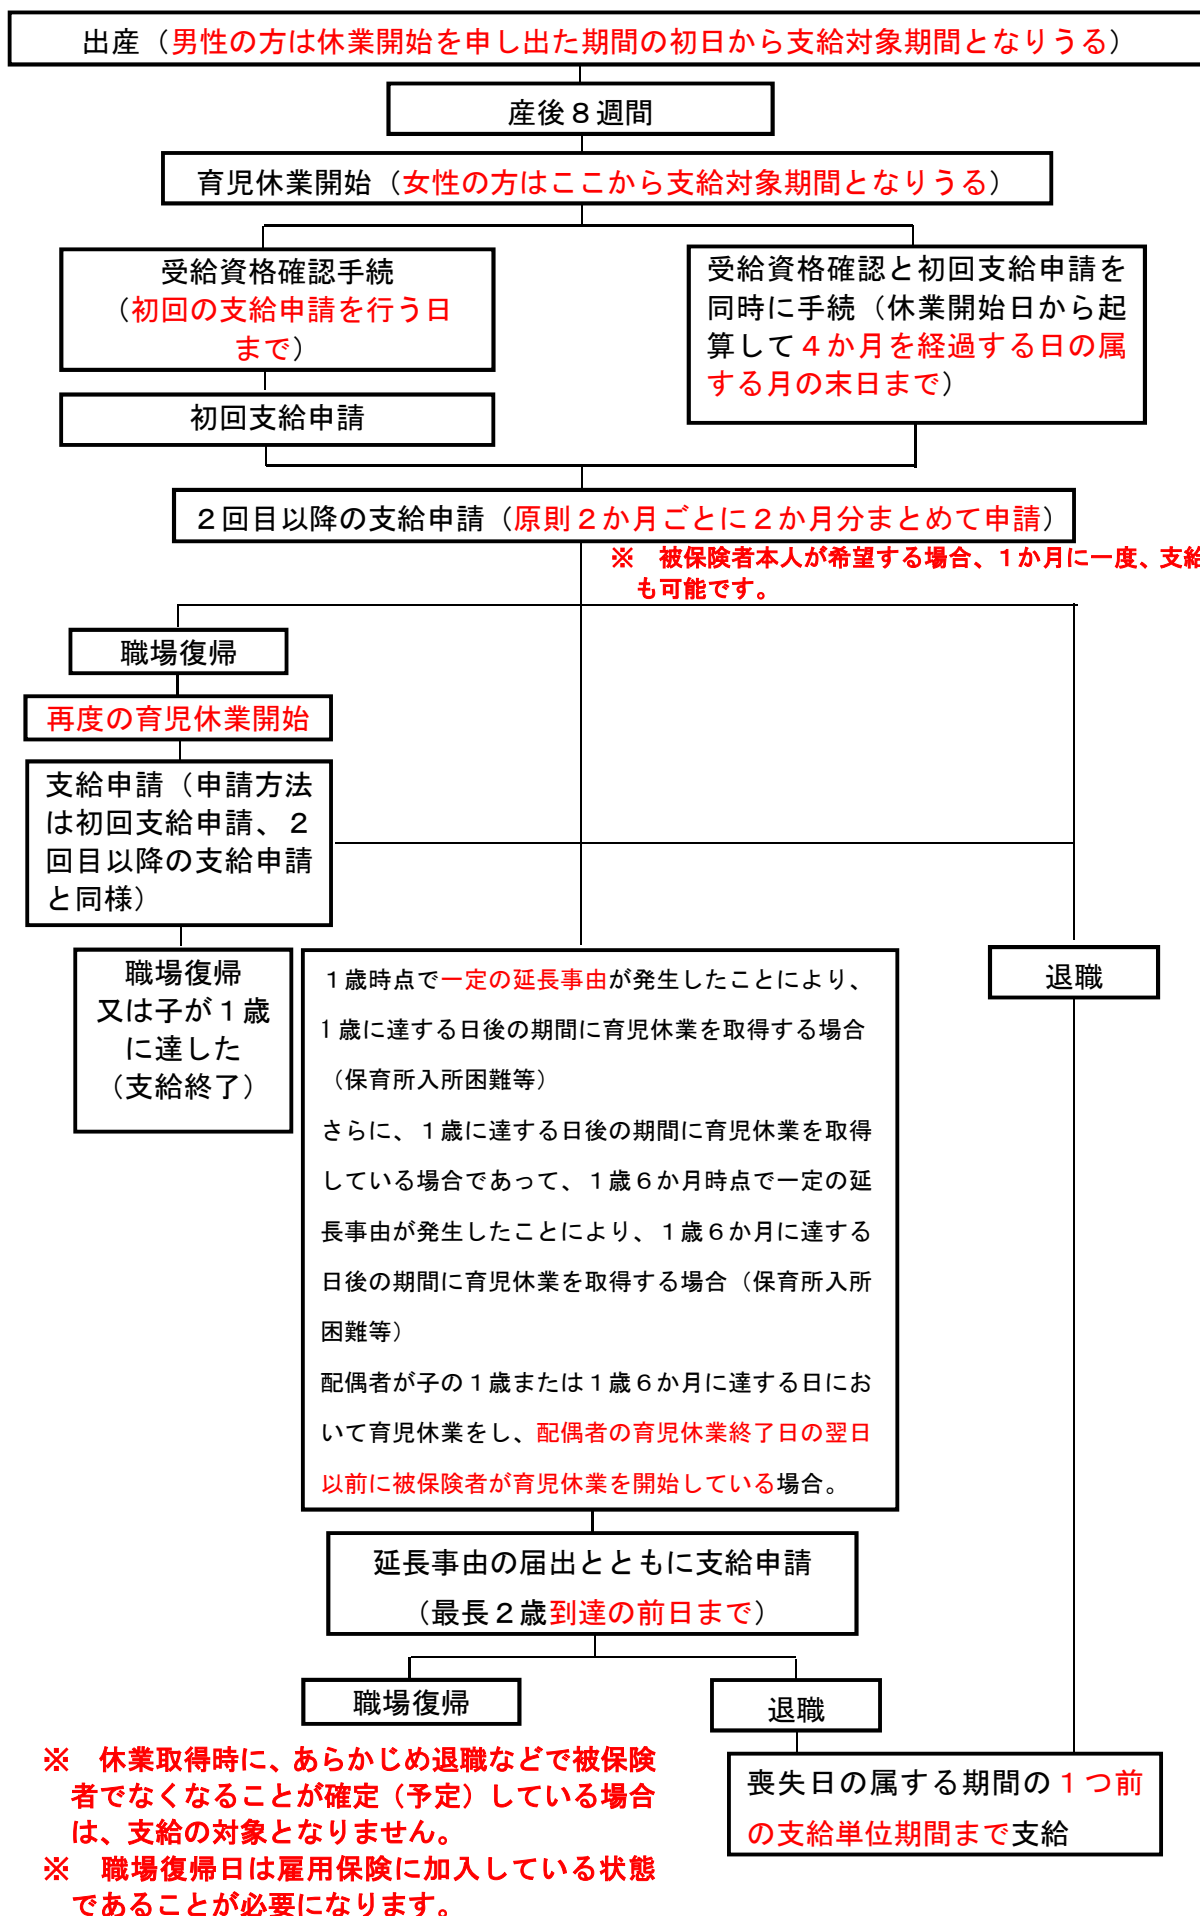 出産（男性の方は休業開始を申し出た期間の初日から支給対象期間となりうる）
産後８週間
育児休業開始（女性の方はここから支給対象期間となりうる）
受給資格確認手続
（初回の支給申請を行う日
まで）
受給資格確認と初回支給申請を
同時に手続（休業開始日から起
算して４か月を経過する日の属
する月の末日まで）
初回支給申請
２回目以降の支給申請（原則２か月ごとに２か月分まとめて申請）
※　被保険者本人が希望する場合、１か月に一度、支給
も可能です。
職場復帰
再度の育児休業開始
支給申請（申請方法
は初回支給申請、２
回目以降の支給申請
と同様）
職場復帰
又は子が１歳
に達した
（支給終了）
１歳時点で一定の延長事由が発生したことにより、
1 歳に達する日後の期間に育児休業を取得する場合
（保育所入所困難等）
さらに、１歳に達する日後の期間に育児休業を取得
している場合であって、１歳６か月時点で一定の延
長事由が発生したことにより、１歳６か月に達する
日後の期間に育児休業を取得する場合（保育所入所
困難等）
配偶者が子の１歳または１歳６か月に達する日にお
いて育児休業をし、配偶者の育児休業終了日の翌日
以前に被保険者が育児休業を開始している場合。
退職
延長事由の届出とともに支給申請
（最長２歳到達の前日まで）
職場復帰
退職
喪失日の属する期間の１つ前
の支給単位期間まで支給
※　休業取得時に、あらかじめ退職などで被保険
者でなくなることが確定（予定）している場合
は、支給の対象となりません。
※　職場復帰日は雇用保険に加入している状態
であることが必要になります。